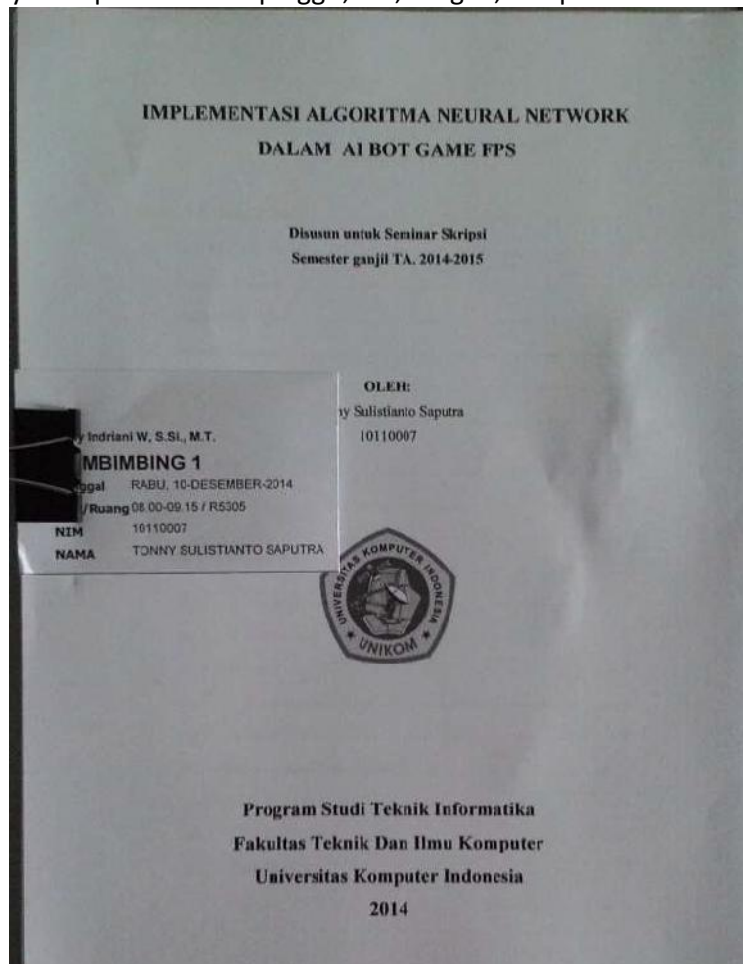 IMPLEMENTASI ALGORITMA NEURAL NETWORK
DALAM AI BOT GAME FPS
Disusun untuk Seminar Skripsi
Semester ganjil TA. 2014-2015
OLEH:
ny Sulistianto Saputra
10110007
y Indriani W, S.Si., M.T.
MBIMBING 1
ggal RABU, 10-DESEMBER-2014
/Ruang 08.00-09.15 / R5305
NIM 10110007
NAMA TONNY SULISTIANTO SAPUTRA
UNIVERSITAS KOMPUTER INDONESIA
UNIKOM
Program Studi Teknik Informatika
Fakultas Teknik Dan Ilmu Komputer
Universitas Komputer Indonesia
2014